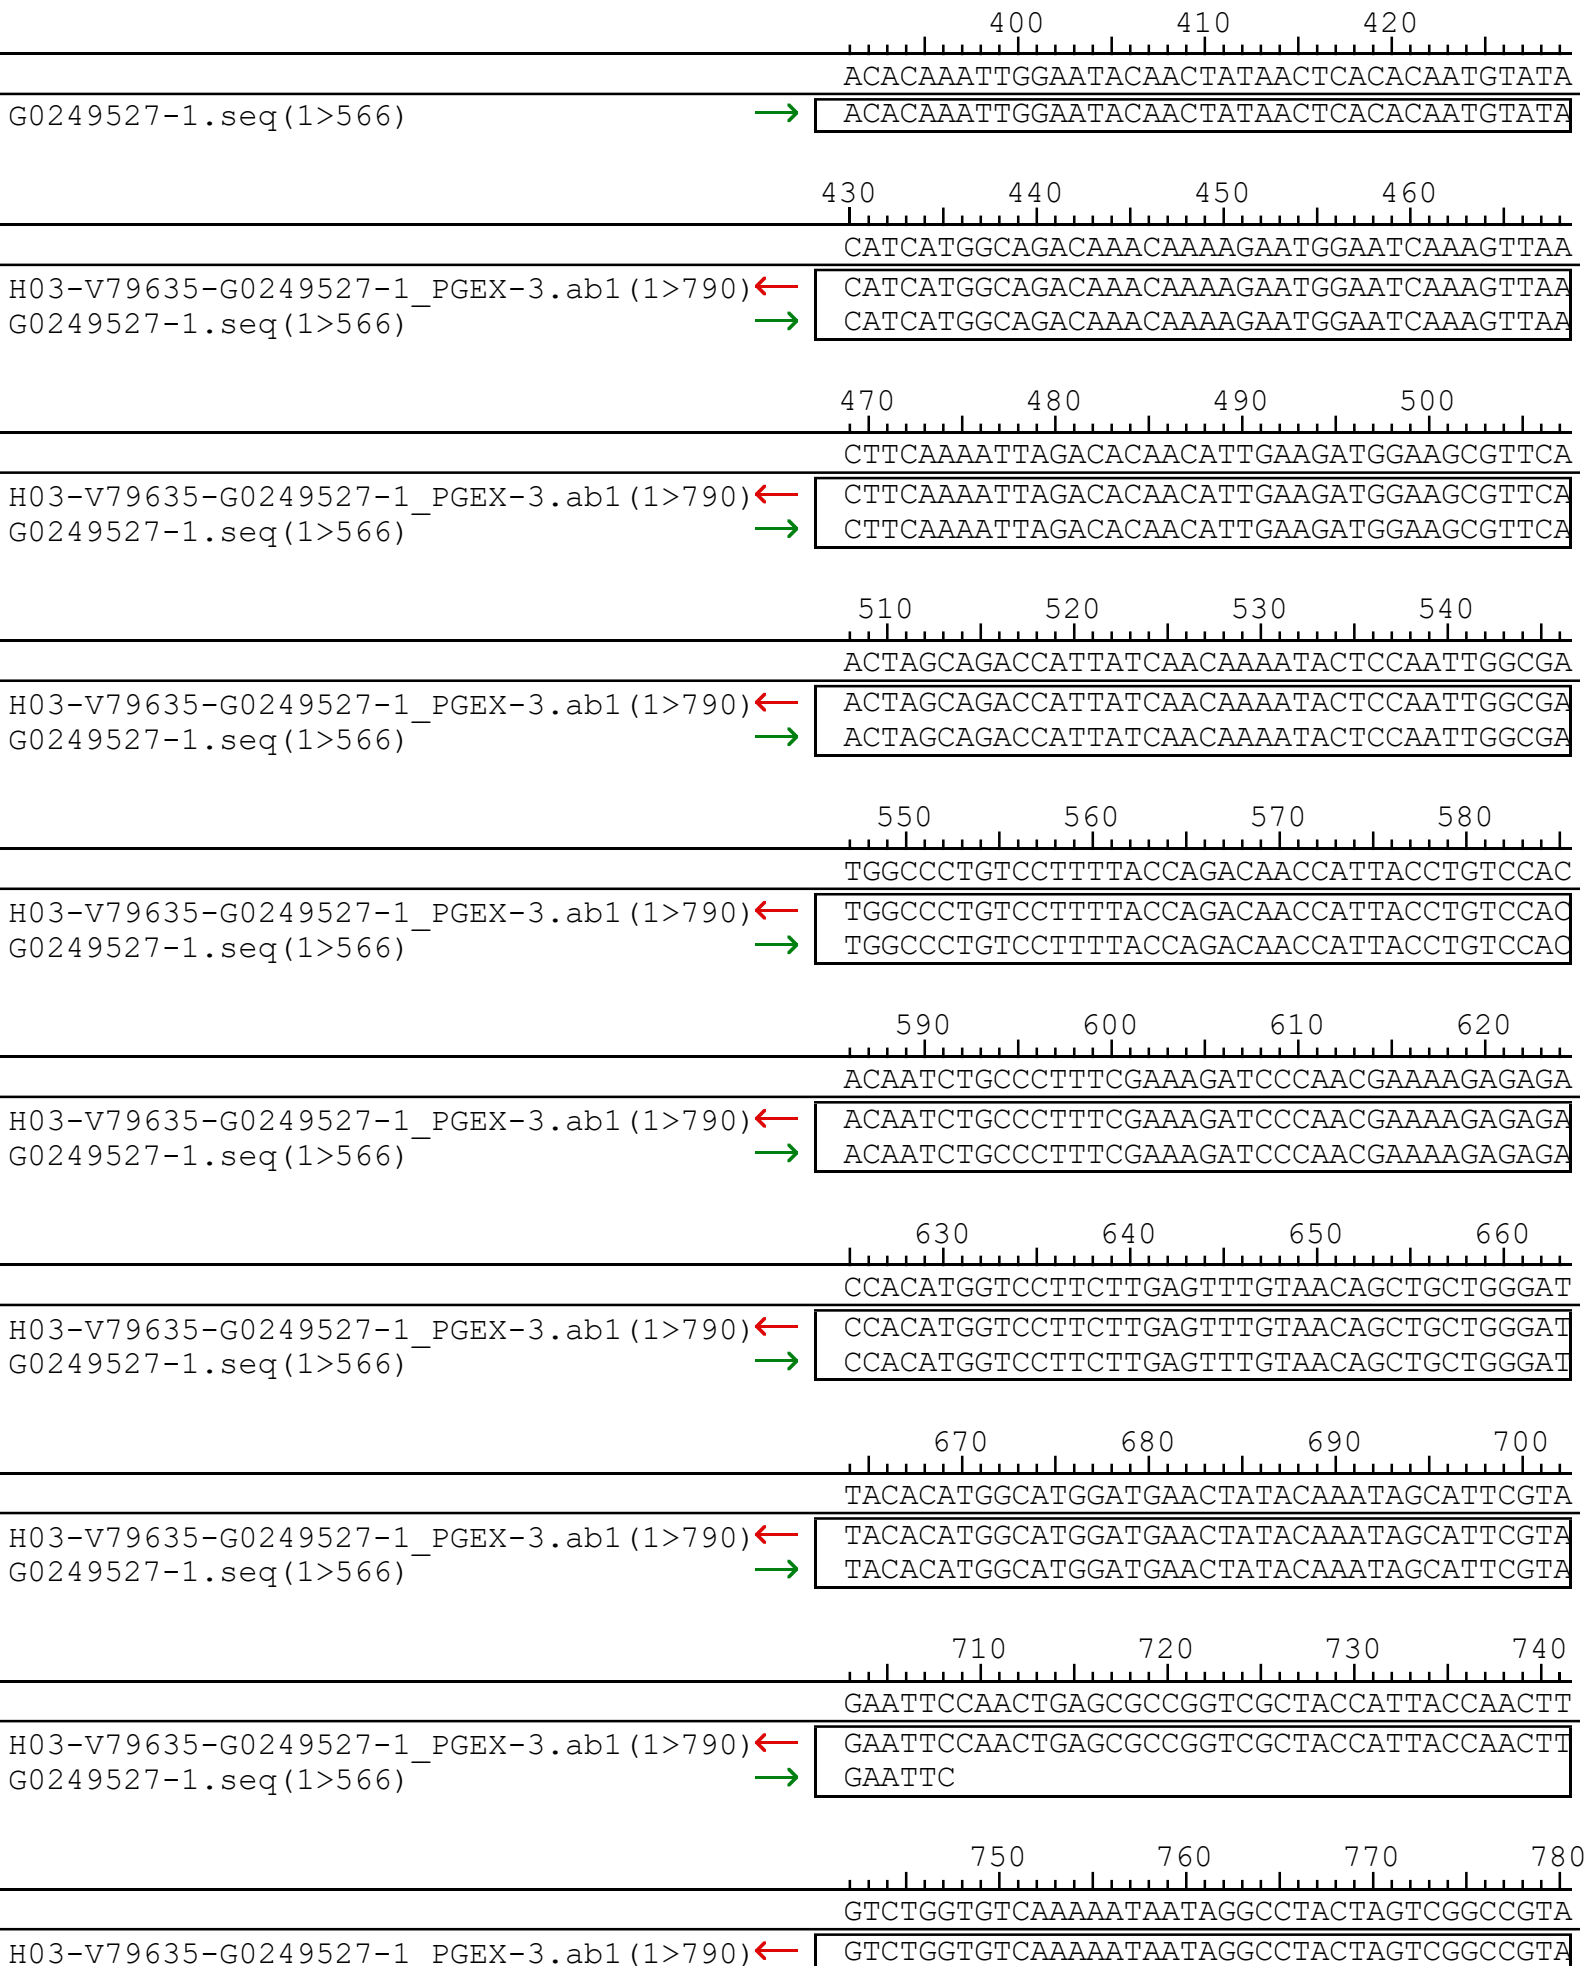 400 410 420
ACACAAATTGGAATACAACTATAACTCACACAATGTATA
G0249527-1.seq(1>566) → ACACAAATTGGAATACAACTATAACTCACACAATGTATA
430 440 450 460
CATCATGGCAGACAAACAAAAGAATGGAATCAAAGTTAA
H03-V79635-G0249527-1_PGEX-3.ab1(1>790)← CATCATGGCAGACAAACAAAAGAATGGAATCAAAGTTAA
G0249527-1.seq(1>566) → CATCATGGCAGACAAACAAAAGAATGGAATCAAAGTTAA
470 480 490 500
CTTCAAAATTAGACACAACATTGAAGATGGAAGCGTTCA
H03-V79635-G0249527-1_PGEX-3.ab1(1>790)← CTTCAAAATTAGACACAACATTGAAGATGGAAGCGTTCA
G0249527-1.seq(1>566) → CTTCAAAATTAGACACAACATTGAAGATGGAAGCGTTCA
510 520 530 540
ACTAGCAGACCATTATCAACAAAATACTCCAATTGGCGA
H03-V79635-G0249527-1_PGEX-3.ab1(1>790)← ACTAGCAGACCATTATCAACAAAATACTCCAATTGGCGA
G0249527-1.seq(1>566) → ACTAGCAGACCATTATCAACAAAATACTCCAATTGGCGA
550 560 570 580
TGGCCCTGTCCTTTTACCAGACAACCATTACCTGTCCAC
H03-V79635-G0249527-1_PGEX-3.ab1(1>790)← TGGCCCTGTCCTTTTACCAGACAACCATTACCTGTCCAC
G0249527-1.seq(1>566) → TGGCCCTGTCCTTTTACCAGACAACCATTACCTGTCCAC
590 600 610 620
ACAATCTGCCCTTTCGAAAGATCCCAACGAAAAGAGAGA
H03-V79635-G0249527-1_PGEX-3.ab1(1>790)← ACAATCTGCCCTTTCGAAAGATCCCAACGAAAAGAGAGA
G0249527-1.seq(1>566) → ACAATCTGCCCTTTCGAAAGATCCCAACGAAAAGAGAGA
630 640 650 660
CCACATGGTCCTTCTTGAGTTTGTAACAGCTGCTGGGAT
H03-V79635-G0249527-1_PGEX-3.ab1(1>790)← CCACATGGTCCTTCTTGAGTTTGTAACAGCTGCTGGGAT
G0249527-1.seq(1>566) → CCACATGGTCCTTCTTGAGTTTGTAACAGCTGCTGGGAT
670 680 690 700
TACACATGGCATGGATGAACTATACAAATAGCATTCGTA
H03-V79635-G0249527-1_PGEX-3.ab1(1>790)← TACACATGGCATGGATGAACTATACAAATAGCATTCGTA
G0249527-1.seq(1>566) → TACACATGGCATGGATGAACTATACAAATAGCATTCGTA
710 720 730 740
GAATTCCAACTGAGCGCCGGTCGCTACCATTACCAACTT
H03-V79635-G0249527-1_PGEX-3.ab1(1>790)← GAATTCCAACTGAGCGCCGGTCGCTACCATTACCAACTT
G0249527-1.seq(1>566) → GAATTC
750 760 770 780
GTCTGGTGTCAAAAATAATAGGCCTACTAGTCGGCCGTA
H03-V79635-G0249527-1_PGEX-3.ab1(1>790)← GTCTGGTGTCAAAAATAATAGGCCTACTAGTCGGCCGTA